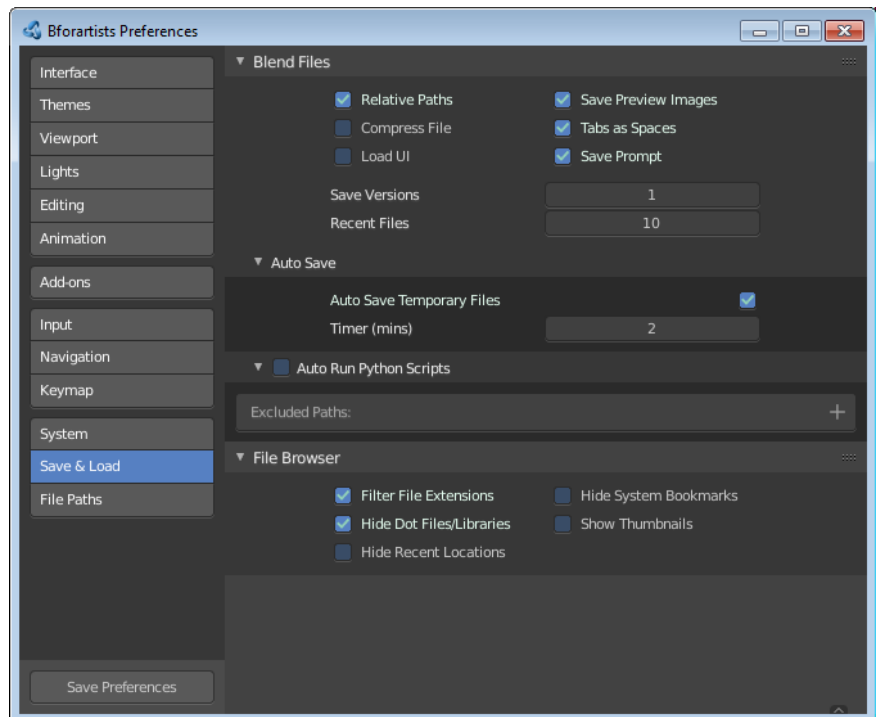 Bforartists Preferences
Interface
Themes
Viewport
Lights
Editing
Animation
Add-ons
Input
Navigation
Keymap
System
Save & Load
File Paths
Save Preferences
Blend Files
Relative Paths
Save Preview Images
Compress File
Tabs as Spaces
Load UI
Save Prompt
Save Versions 1
Recent Files 10
Auto Save
Auto Save Temporary Files
Timer (mins) 2
Auto Run Python Scripts
Excluded Paths:
File Browser
Filter File Extensions
Hide System Bookmarks
Hide Dot Files/Libraries
Show Thumbnails
Hide Recent Locations